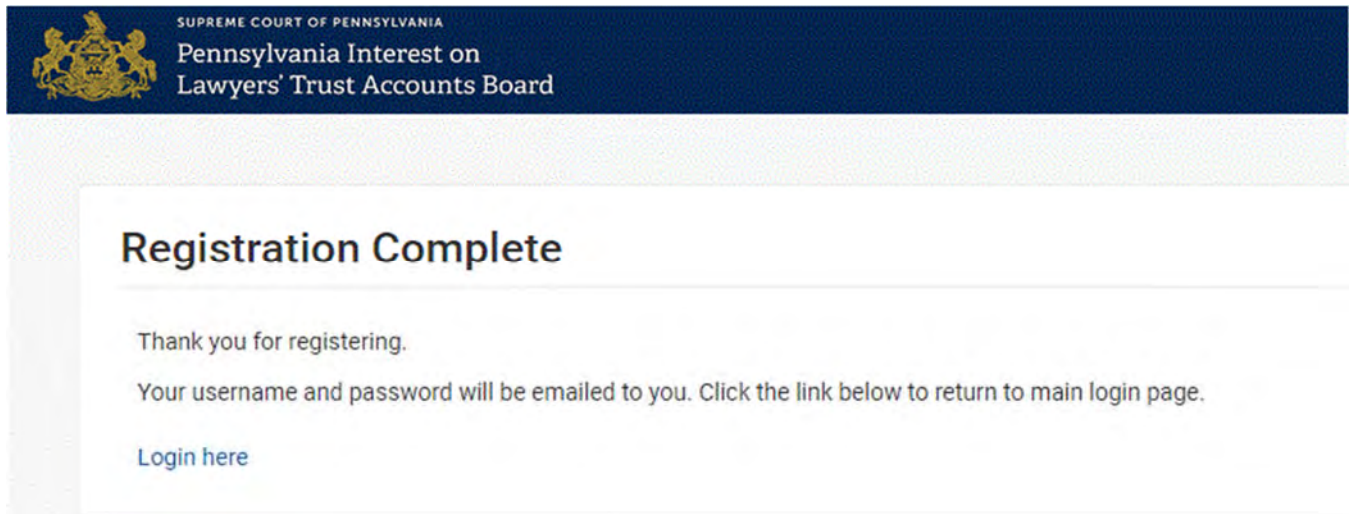 SUPREME COURT OF PENNSYLVANIA
Pennsylvania Interest on
Lawyers' Trust Accounts Board
Registration Complete
Thank you for registering.
Your username and password will be emailed to you. Click the link below to return to main login page.
Login here